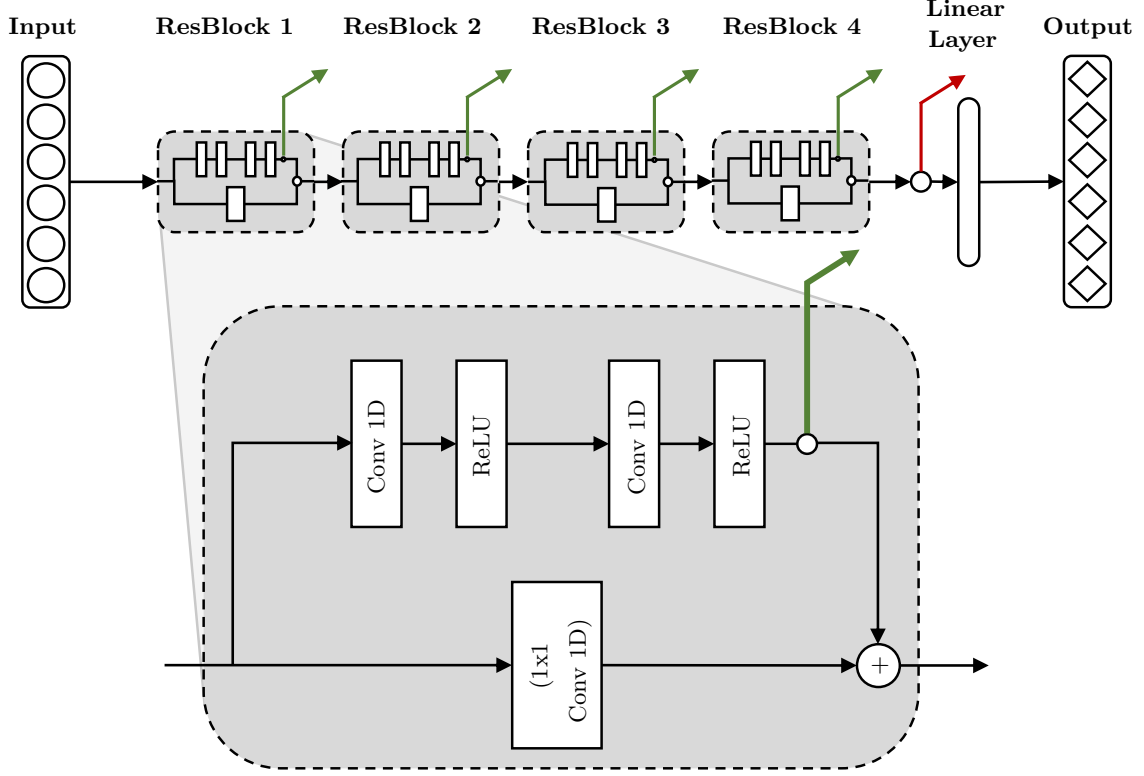 Input
ResBlock 1
ResBlock 2
ResBlock 3
ResBlock 4
Linear
Layer
Output
Conv 1D
ReLU
Conv 1D
ReLU
(1x1
Conv 1D)
+